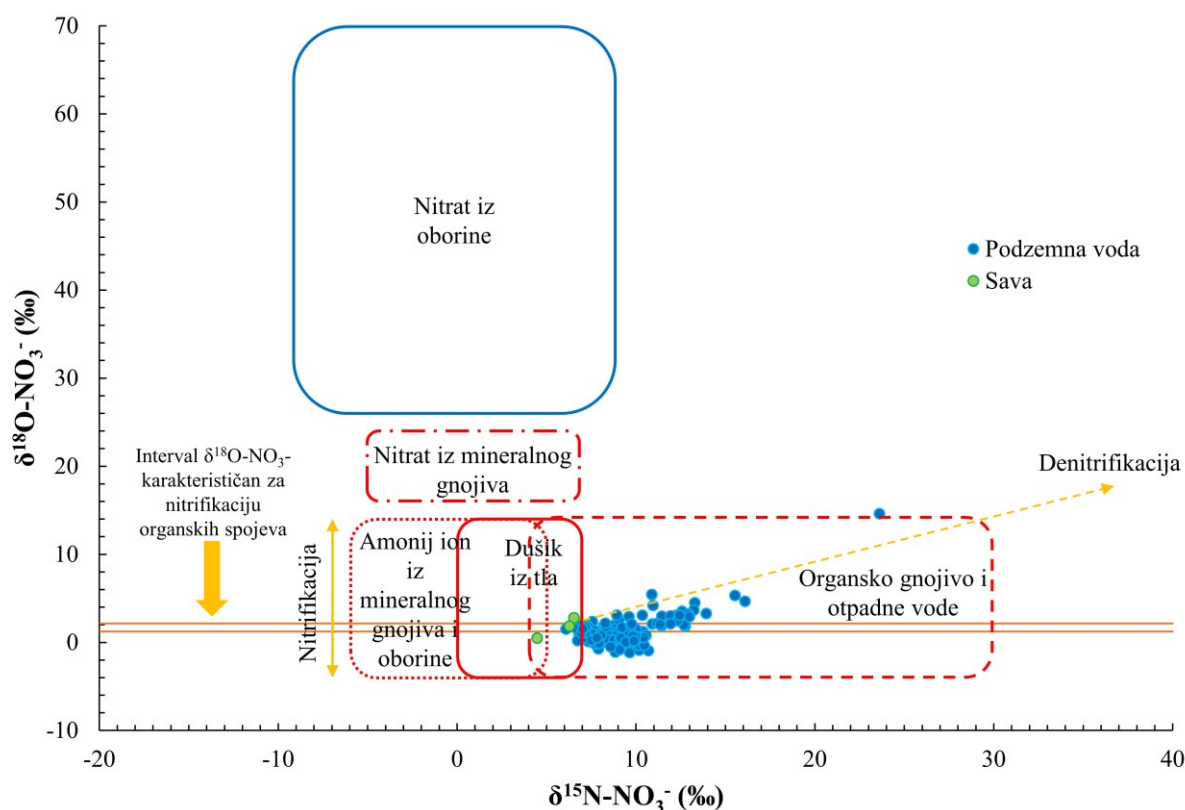 70
60
50
40
30
20
10
0
-10
-20
-10
0
10
20
30
40
δ¹⁸O-NO₃⁻ (‰)
δ¹⁵N-NO₃⁻ (‰)
Nitrat iz
oborine
Podzemna voda
Sava
Nitrat iz mineralnog
gnojiva
Interval δ¹⁸O-NO₃-
karakterističan za
nitrifikaciju
organskih spojeva
Denitrifikacija
Nitrifikacija
Amonij ion
iz
mineralnog
gnojiva i
oborine
Dušik
iz tla
Organsko gnojivo i
otpadne vode